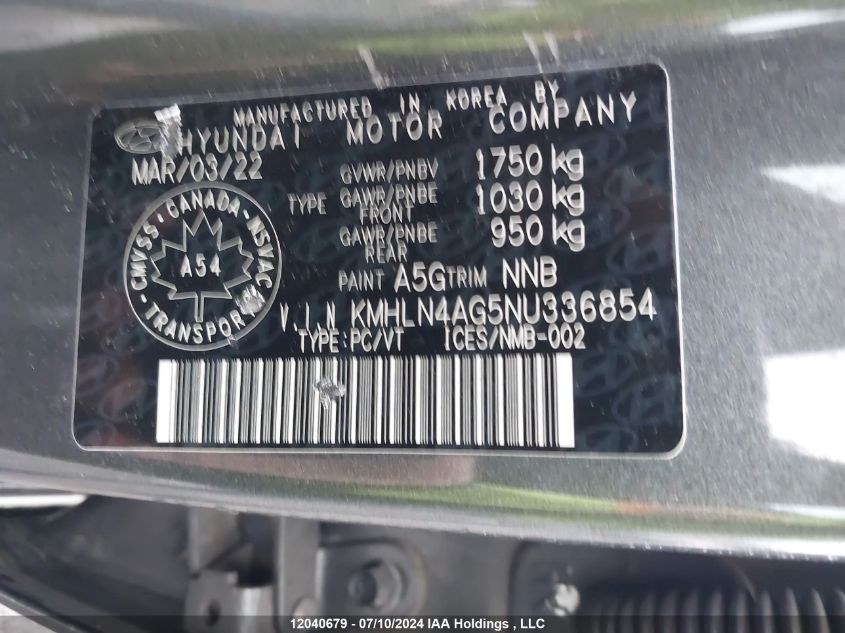 MANUFACTURED IN KOREA BY
HYUNDAI MOTOR COMPANY
MAR/03/22
GVWR/PNBV 1750 kg
TYPE GAWR/PNBE FRONT 1030 kg
GAWR/PNBE REAR 950 kg
CMVSS - CANADA - NSVAC
A54
TRANSPORT
PAINT A5G TRIM NNB
V.I.N KMHLN4AG5NU336854
TYPE:PC/VT ICES/NMB-002
12040679 - 07/10/2024 IAA Holdings , LLC